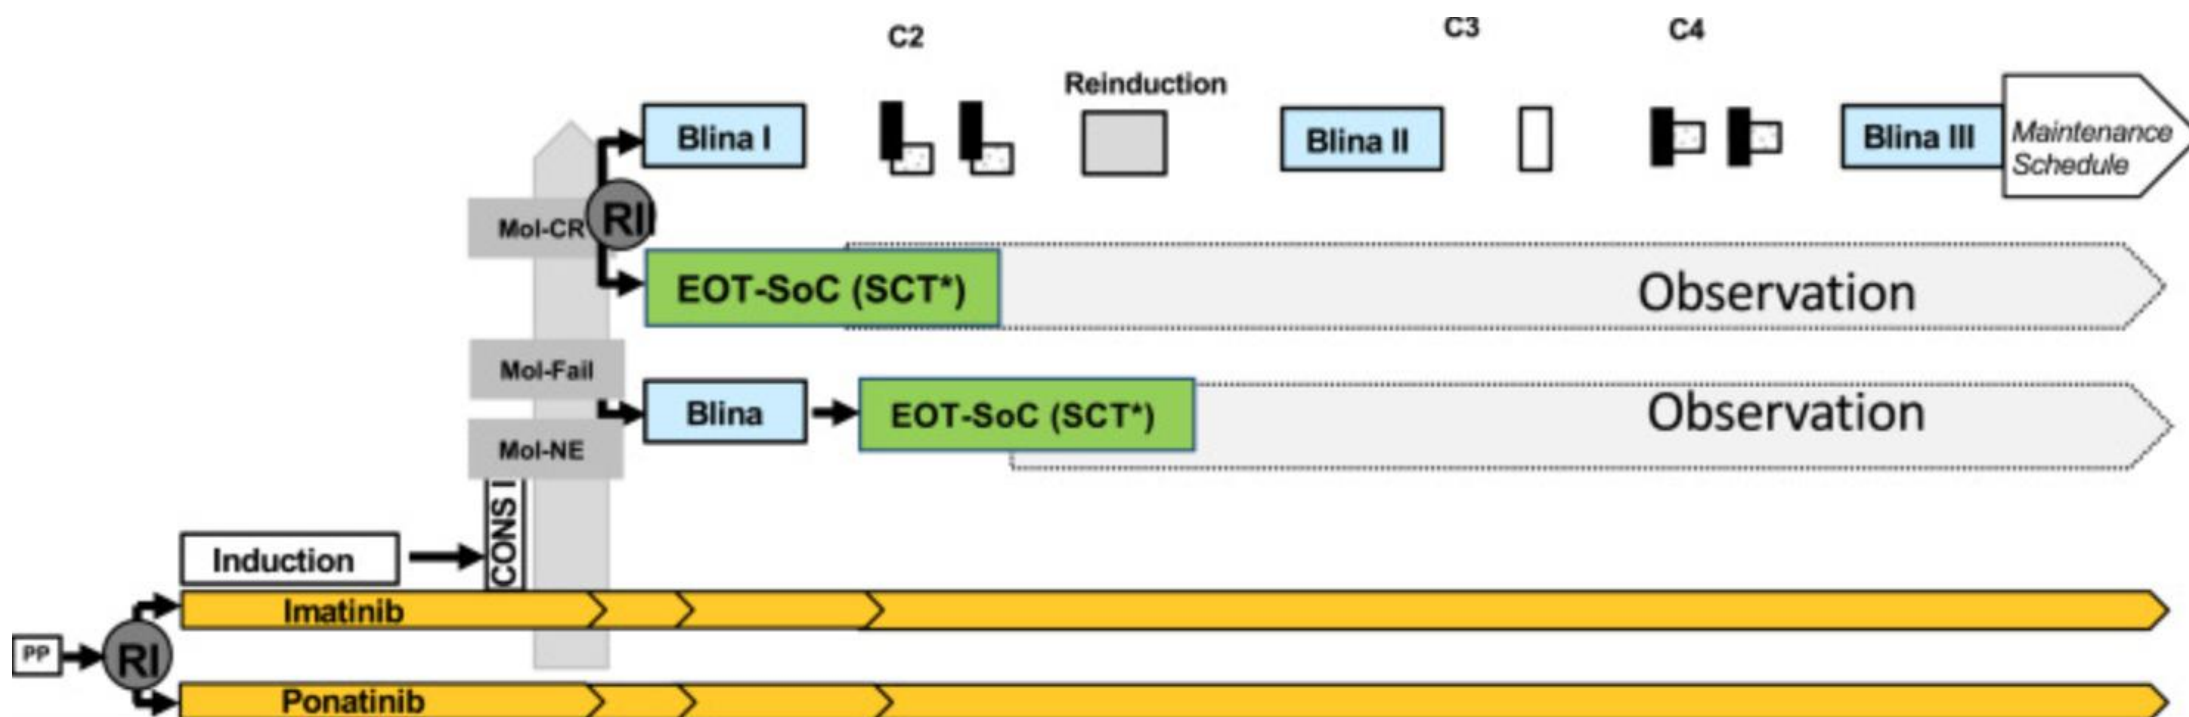 C2
C3
C4
Reinduction
Blina I
Blina II
Blina III
Maintenance
Schedule
Mol-CR
RII
EOT-SoC (SCT*)
Observation
Mol-Fail
Blina
EOT-SoC (SCT*)
Observation
Mol-NE
CONS I
Induction
Imatinib
PP
RI
Ponatinib